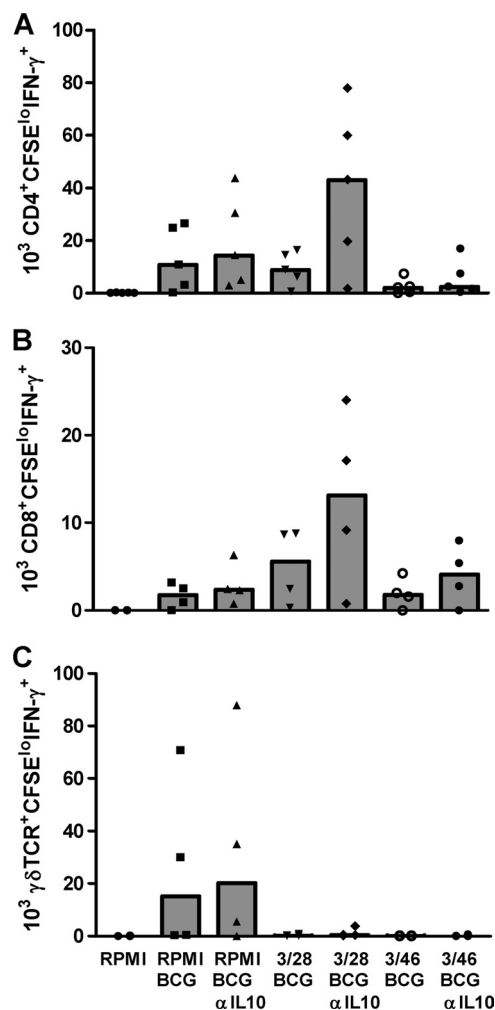 A
10³ CD4⁺CFSEˡᵒIFN-γ⁺
100
80
60
40
20
0
B
10³ CD8⁺CFSEˡᵒIFN-γ⁺
30
20
10
0
C
10³ γδTCR⁺CFSEˡᵒIFN-γ⁺
100
80
60
40
20
0
RPMI RPMI RPMI 3/28 3/28 3/46 3/46
BCG BCG BCG BCG BCG BCG
αIL10 αIL10 αIL10